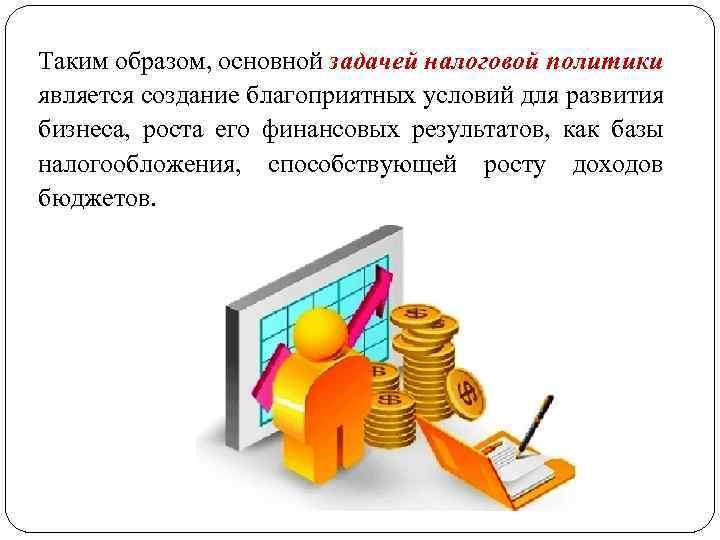 Таким образом, основной задачей налоговой политики
является создание благоприятных условий для развития
бизнеса, роста его финансовых результатов, как базы
налогообложения, способствующей росту доходов
бюджетов.